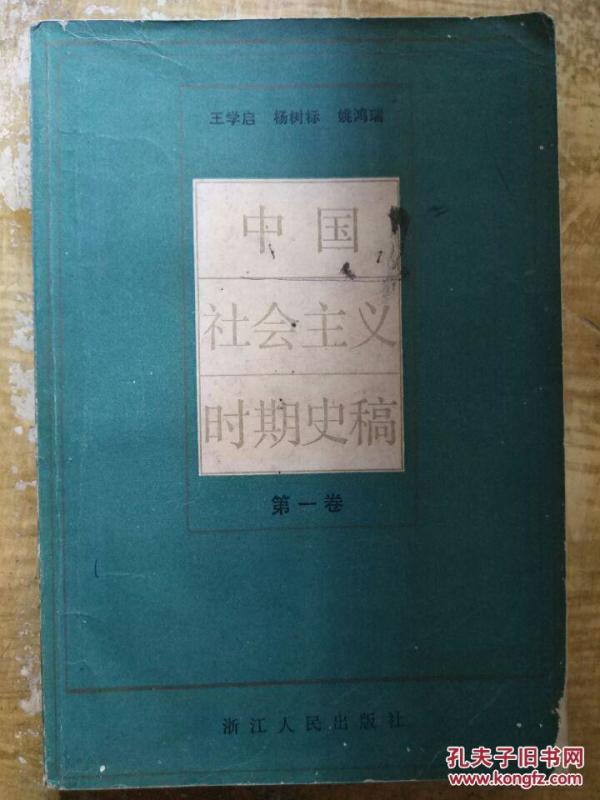 王学启 杨树标 姚鸿瑞
中国
社会主义
时期史稿
第一卷
浙江人民出版社
孔夫子旧书网
www.kongfz.com